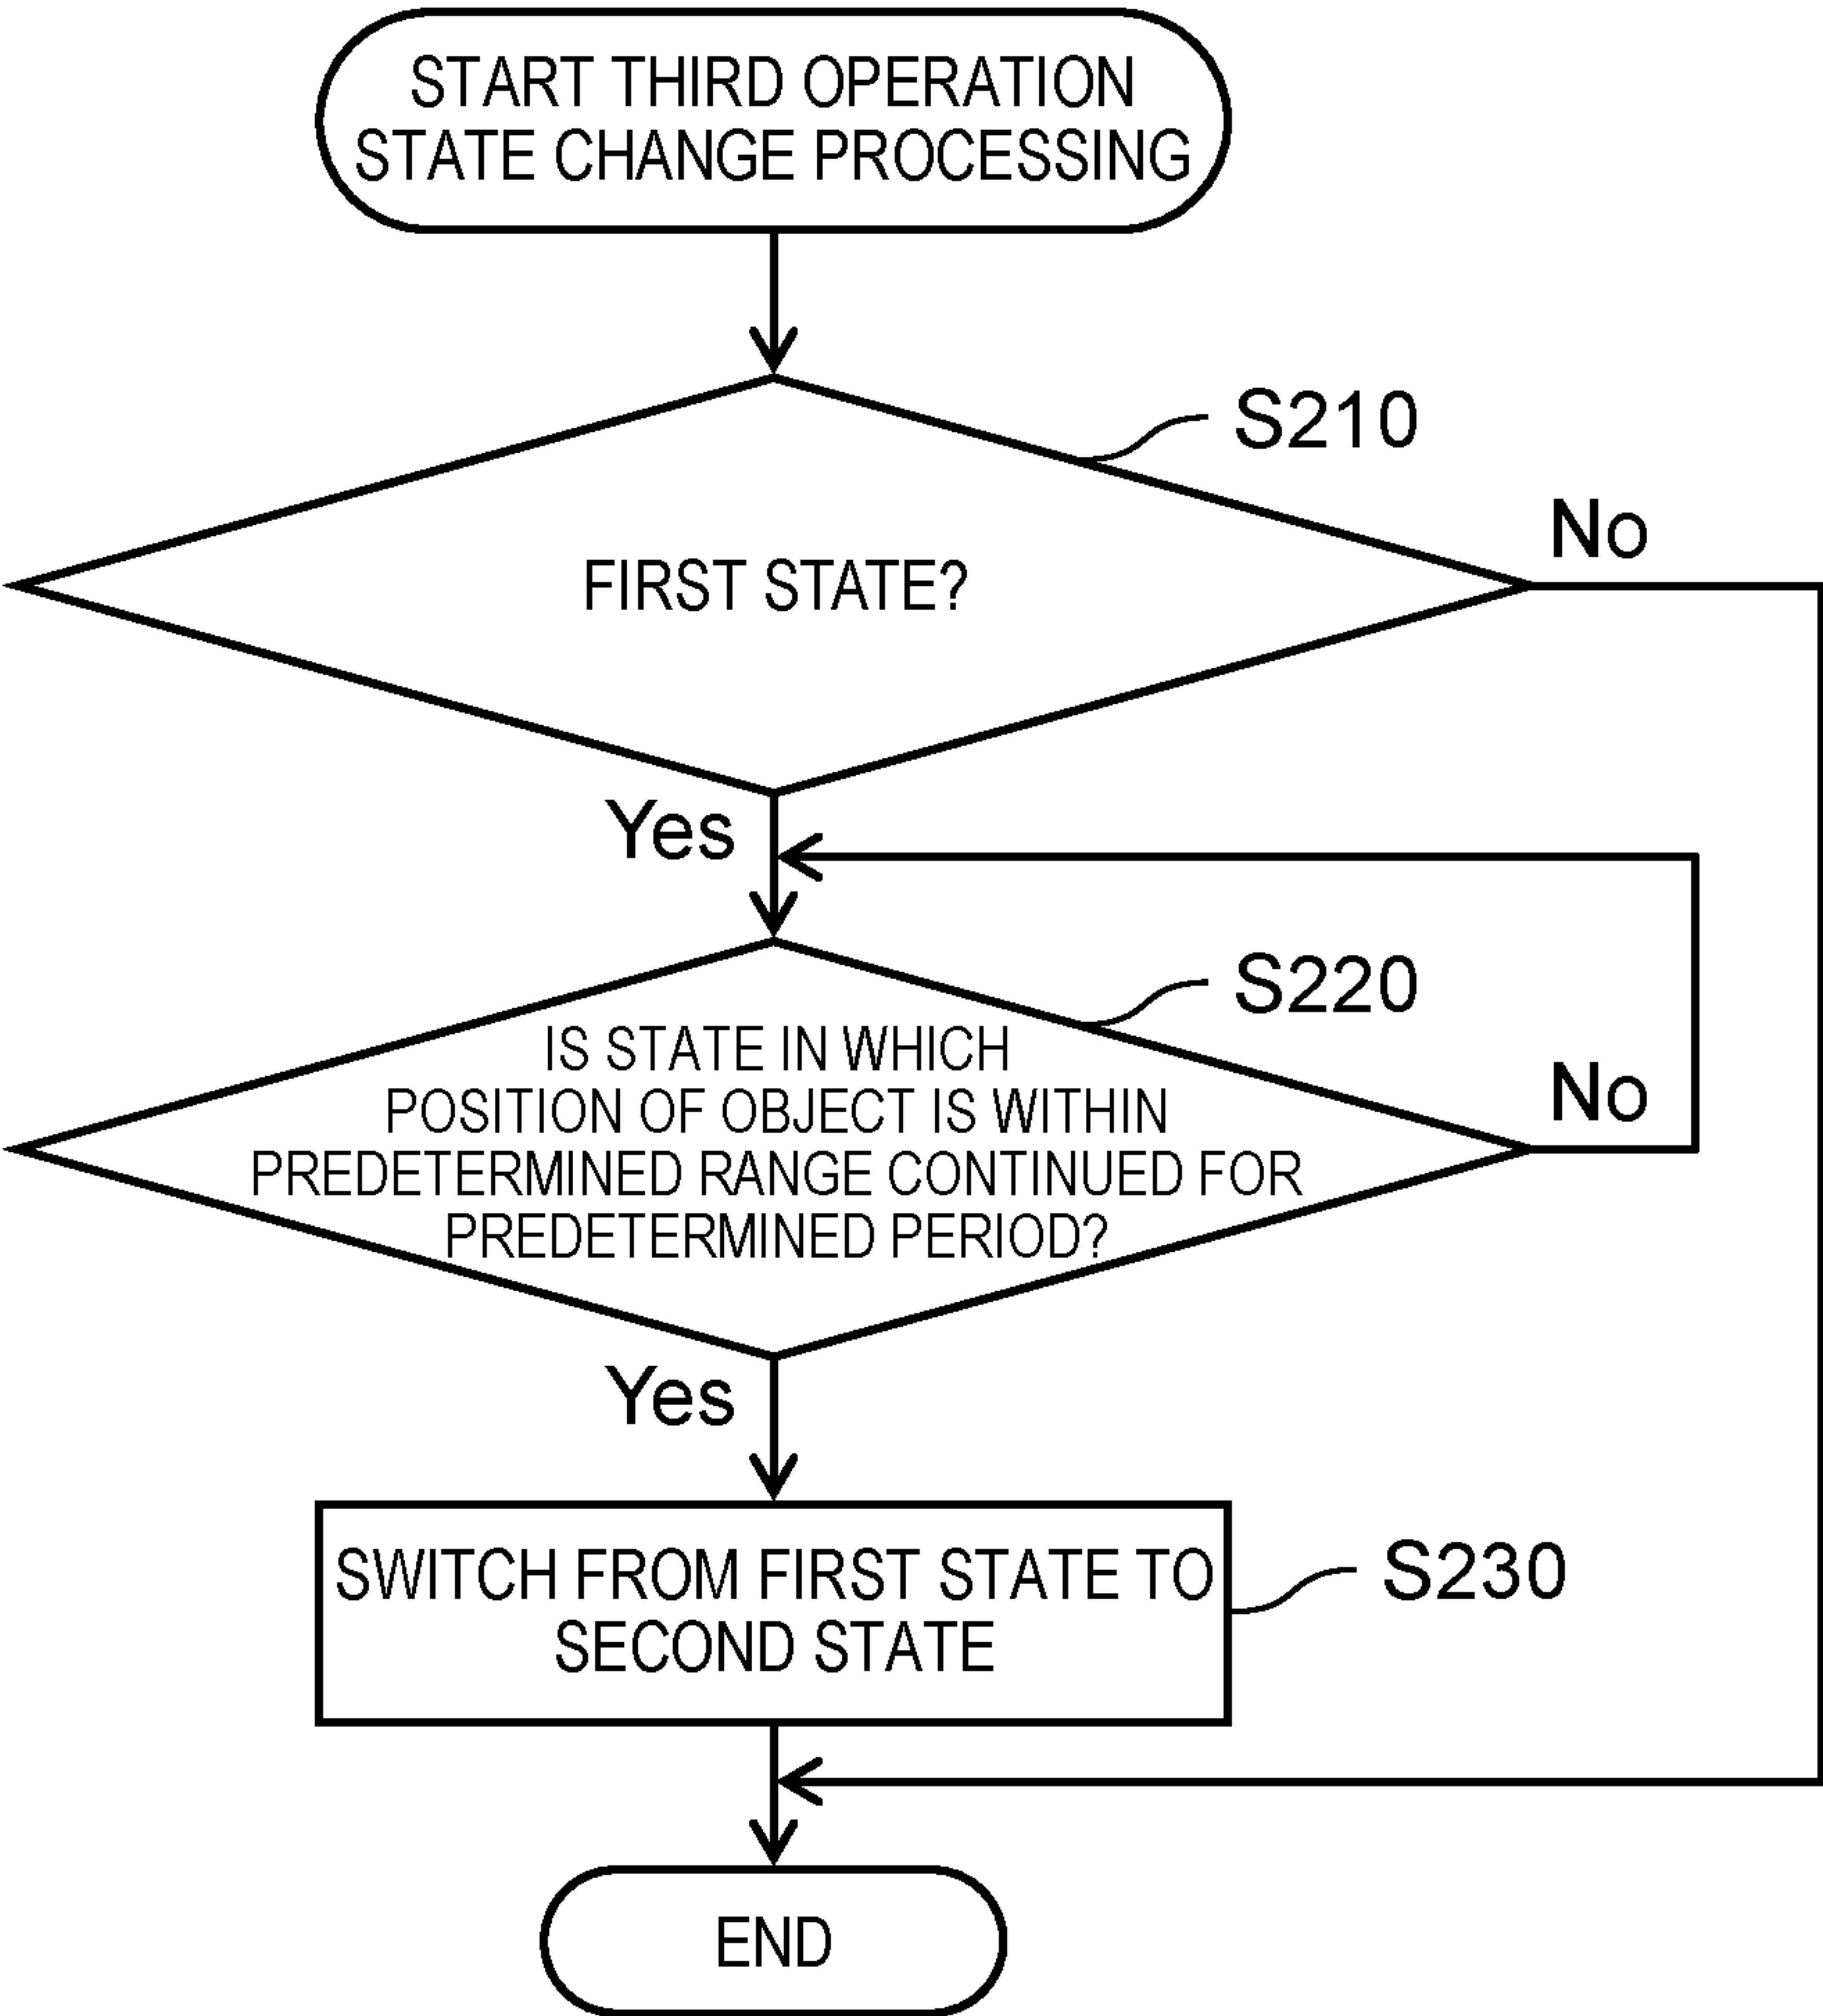 START THIRD OPERATION
STATE CHANGE PROCESSING
S210
No
FIRST STATE?
Yes
S220
IS STATE IN WHICH
POSITION OF OBJECT IS WITHIN
No
PREDETERMINED RANGE CONTINUED FOR
PREDETERMINED PERIOD?
Yes
SWITCH FROM FIRST STATE TO
SECOND STATE
S230
END